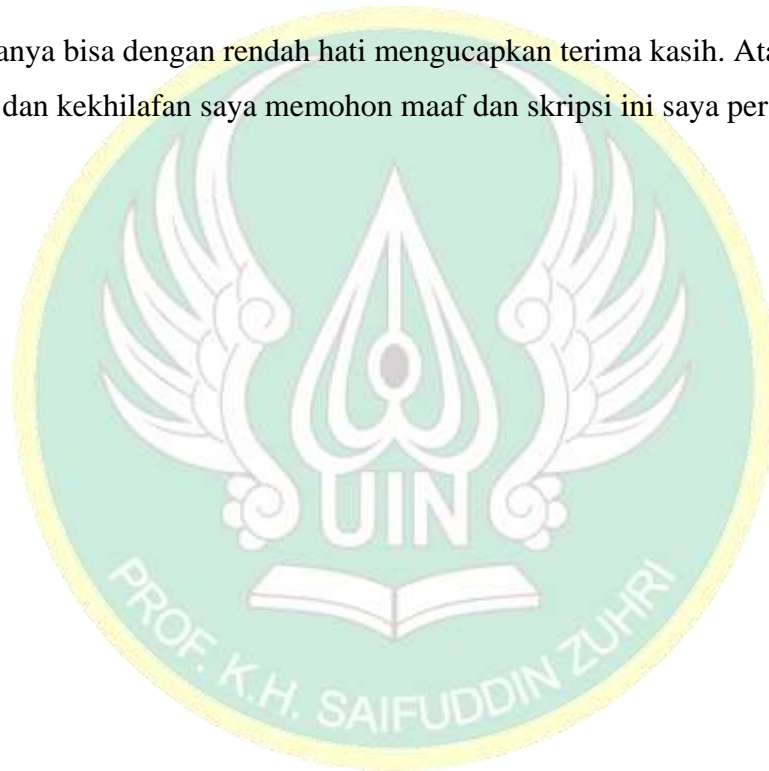 anya bisa dengan rendah hati mengucapkan terima kasih. Ata
dan kekhilafan saya memohon maaf dan skripsi ini saya per
UIN
PROF. K.H. SAIFUDDIN ZUHRI